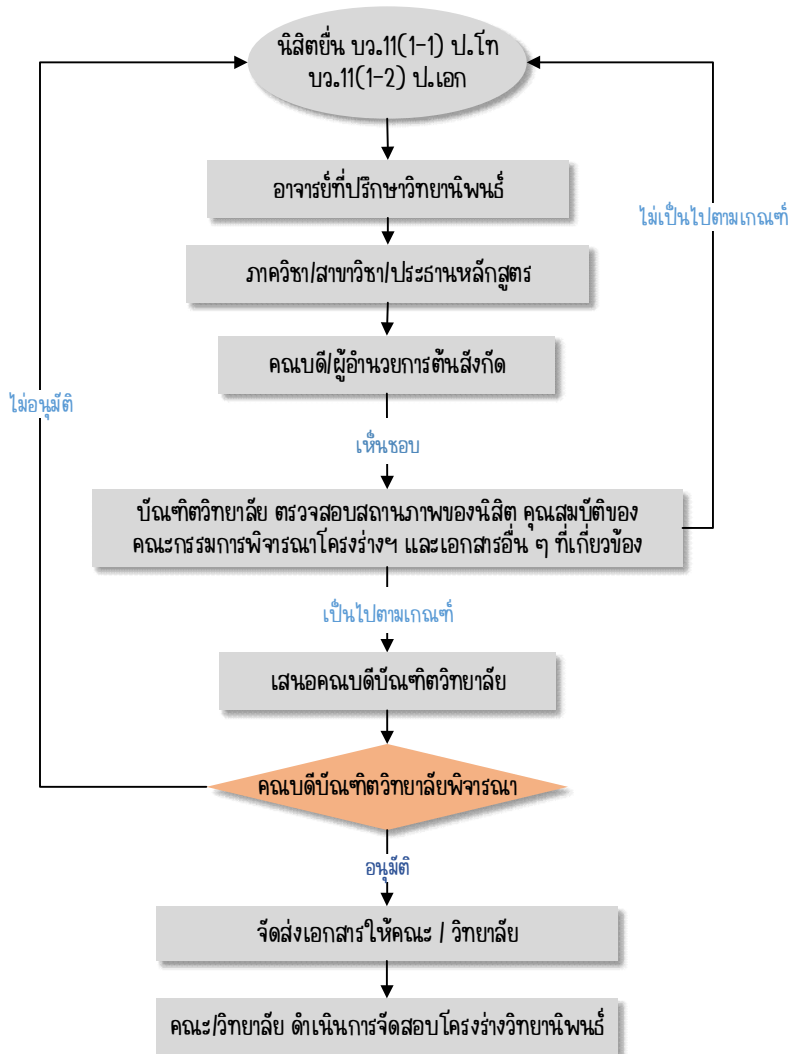 นิสิตยื่น บว.11(1-1) ป.โท
บว.11(1-2) ป.เอก
อาจารย์ที่ปรึกษาวิทยานิพนธ์
ไม่เป็นไปตามเกณฑ์
ภาควิชา/สาขาวิชา/ประธานหลักสูตร
คณบดี/ผู้อำนวยการต้นสังกัด
ไม่อนุมัติ
เห็นชอบ
บัณฑิตวิทยาลัย ตรวจสอบสถานภาพของนิสิต คุณสมบัติของ
คณะกรรมการพิจารณาโครงร่างฯ และเอกสารอื่น ๆ ที่เกี่ยวข้อง
เป็นไปตามเกณฑ์
เสนอคณบดีบัณฑิตวิทยาลัย
คณบดีบัณฑิตวิทยาลัยพิจารณา
อนุมัติ
จัดส่งเอกสารให้คณะ / วิทยาลัย
คณะ/วิทยาลัย ดำเนินการจัดสอบโครงร่างวิทยานิพนธ์